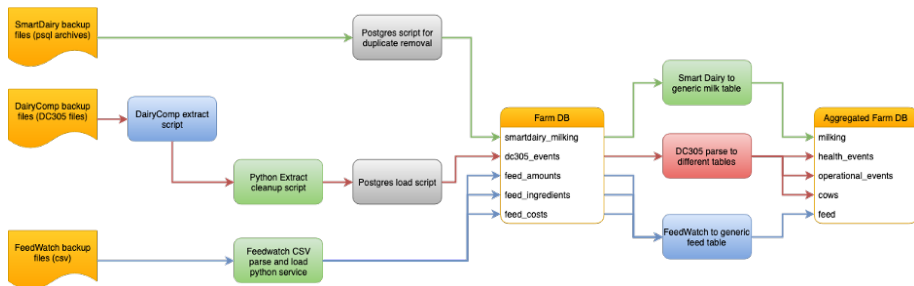 SmartDairy backup
files (psql archives)
Postgres script for
duplicate removal
Smart Dairy to
generic milk table
DairyComp backup
files (DC305 files)
DairyComp extract
script
Farm DB
Aggregated Farm DB
smartdairy_milking
milking
dc305_events
DC305 parse to
different tables
health_events
Python Extract
cleanup script
Postgres load script
feed_amounts
operational_events
feed_ingredients
cows
feed_costs
feed
FeedWatch to generic
feed table
FeedWatch backup
files (csv)
Feedwatch CSV
parse and load
python service